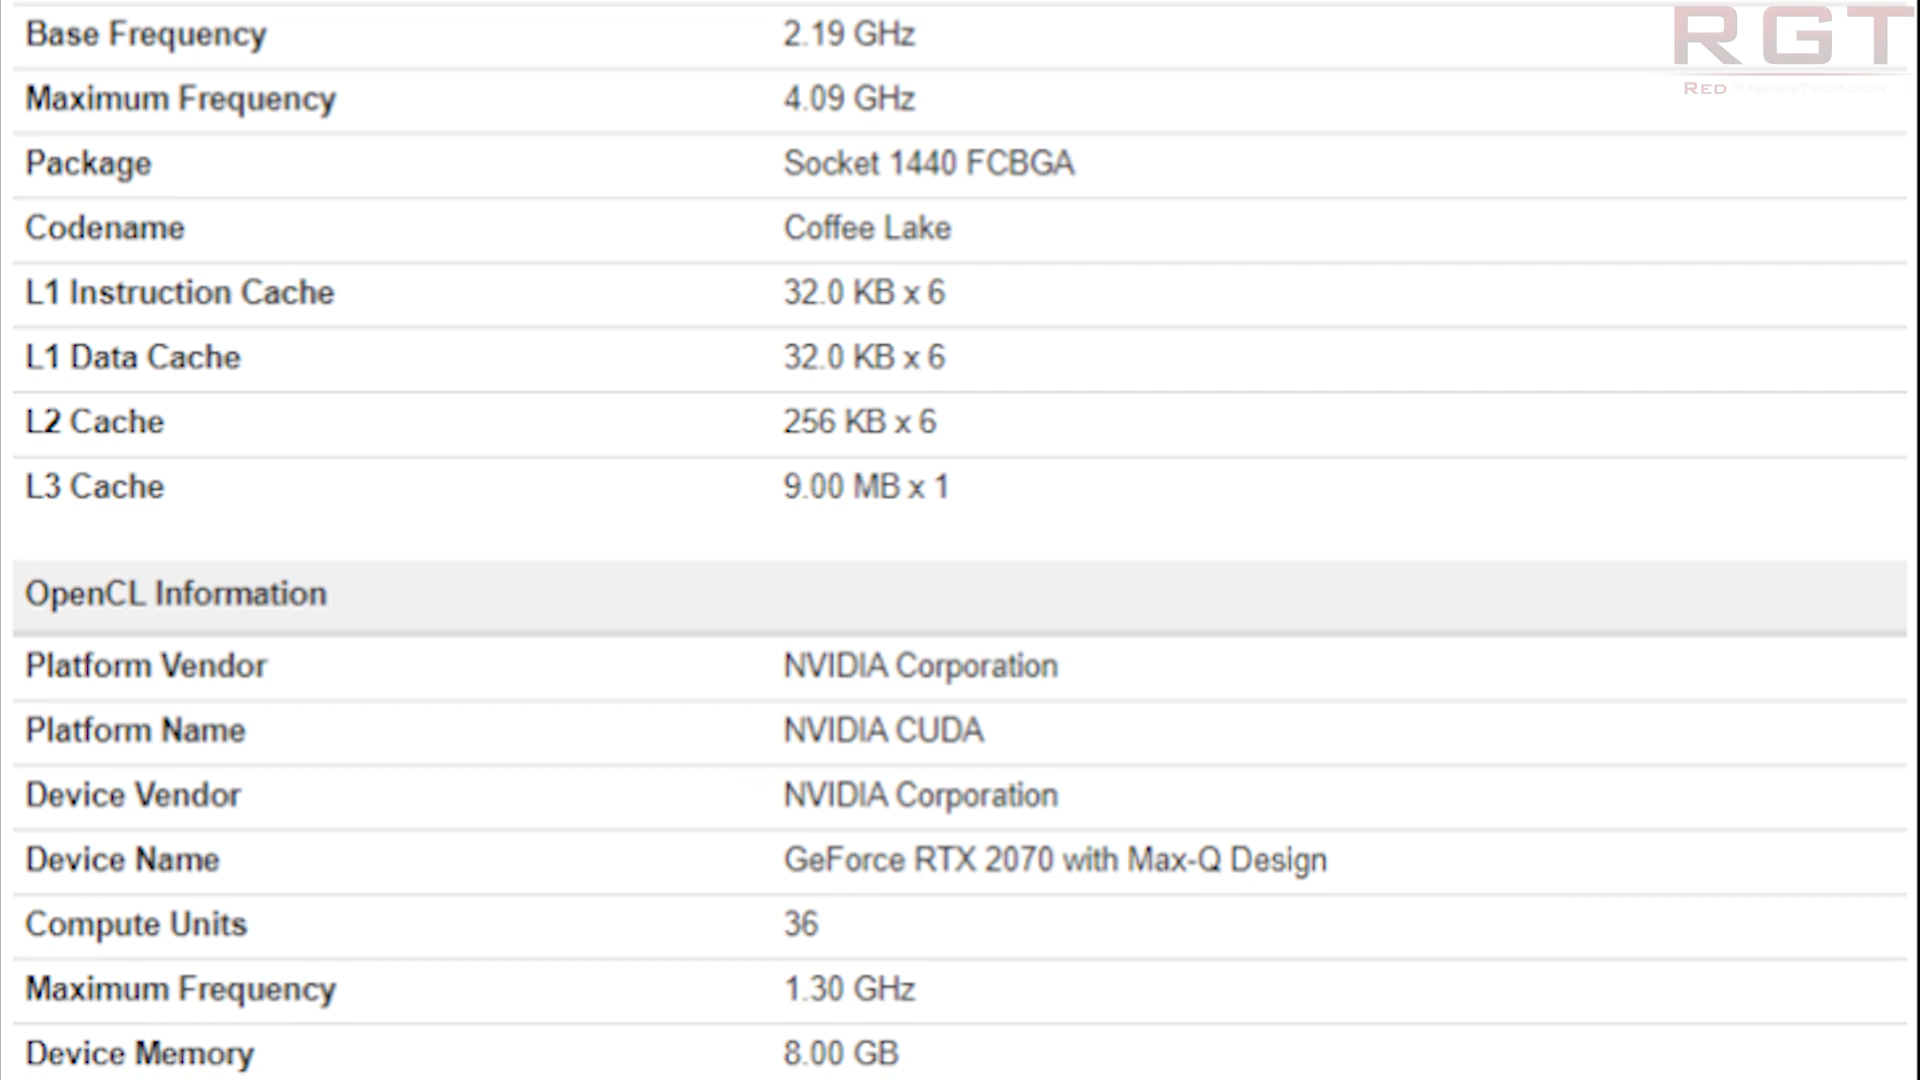 RGT
RED GAMINGTECH.COM
Base Frequency 2.19 GHz
Maximum Frequency 4.09 GHz
Package Socket 1440 FCBGA
Codename Coffee Lake
L1 Instruction Cache 32.0 KB x 6
L1 Data Cache 32.0 KB x 6
L2 Cache 256 KB x 6
L3 Cache 9.00 MB x 1
OpenCL Information
Platform Vendor NVIDIA Corporation
Platform Name NVIDIA CUDA
Device Vendor NVIDIA Corporation
Device Name GeForce RTX 2070 with Max-Q Design
Compute Units 36
Maximum Frequency 1.30 GHz
Device Memory 8.00 GB